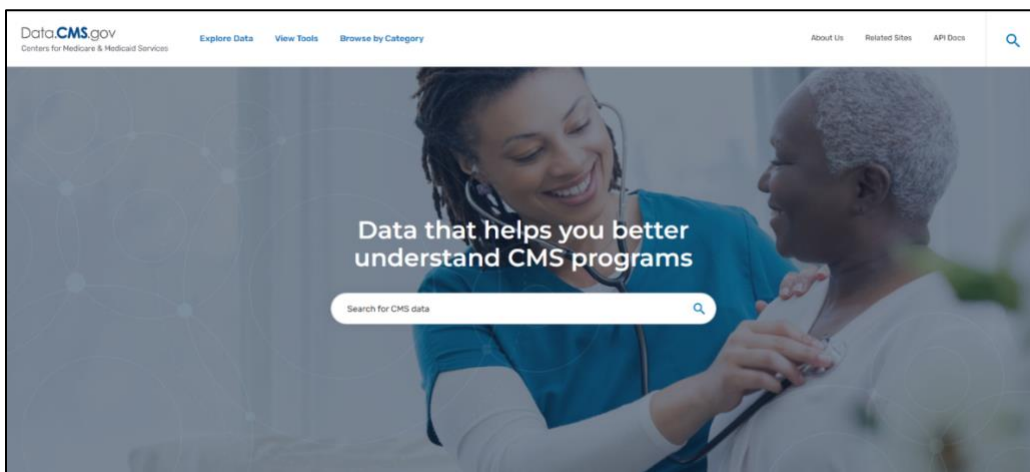 Data.CMS.gov
Centers for Medicare & Medicaid Services
Explore Data
View Tools
Browse by Category
About Us
Related Sites
API Docs
Data that helps you better
understand CMS programs
Search for CMS data